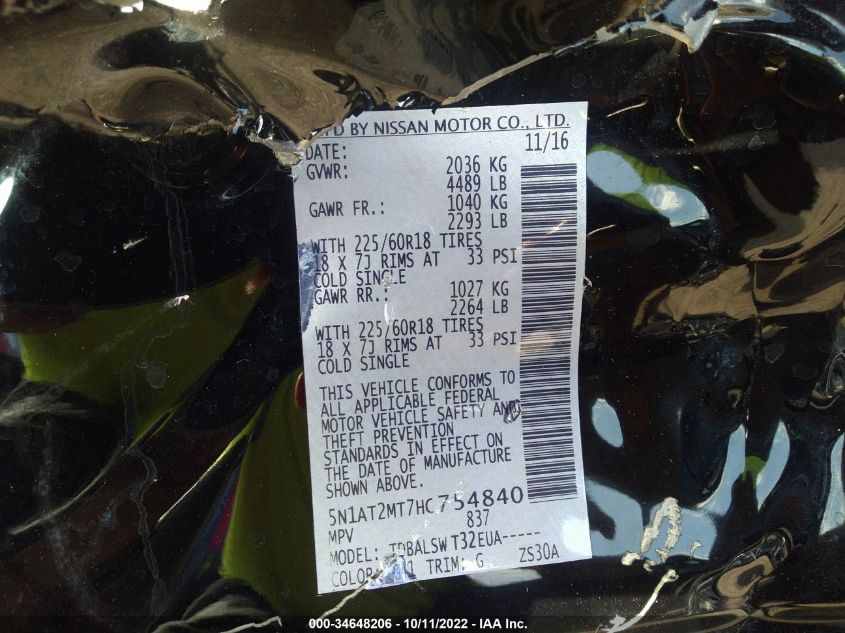 BY NISSAN MOTOR CO., LTD.
DATE: 11/16
GVWR: 2036 KG
4489 LB
GAWR FR.: 1040 KG
2293 LB
WITH 225/60R18 TIRES
18 X 7J RIMS AT 33 PSI
COLD SINGLE
GAWR RR.: 1027 KG
2264 LB
WITH 225/60R18 TIRES
18 X 7J RIMS AT 33 PSI
COLD SINGLE
THIS VEHICLE CONFORMS TO
ALL APPLICABLE FEDERAL
MOTOR VEHICLE SAFETY AND
THEFT PREVENTION
STANDARDS IN EFFECT ON
THE DATE OF MANUFACTURE
SHOWN ABOVE.
5N1AT2MT7HC754840
MPV 837
MODEL: T32EUA-----
COLOR: TRIM: G ZS30A
000-34648206 - 10/11/2022 - IAA Inc.